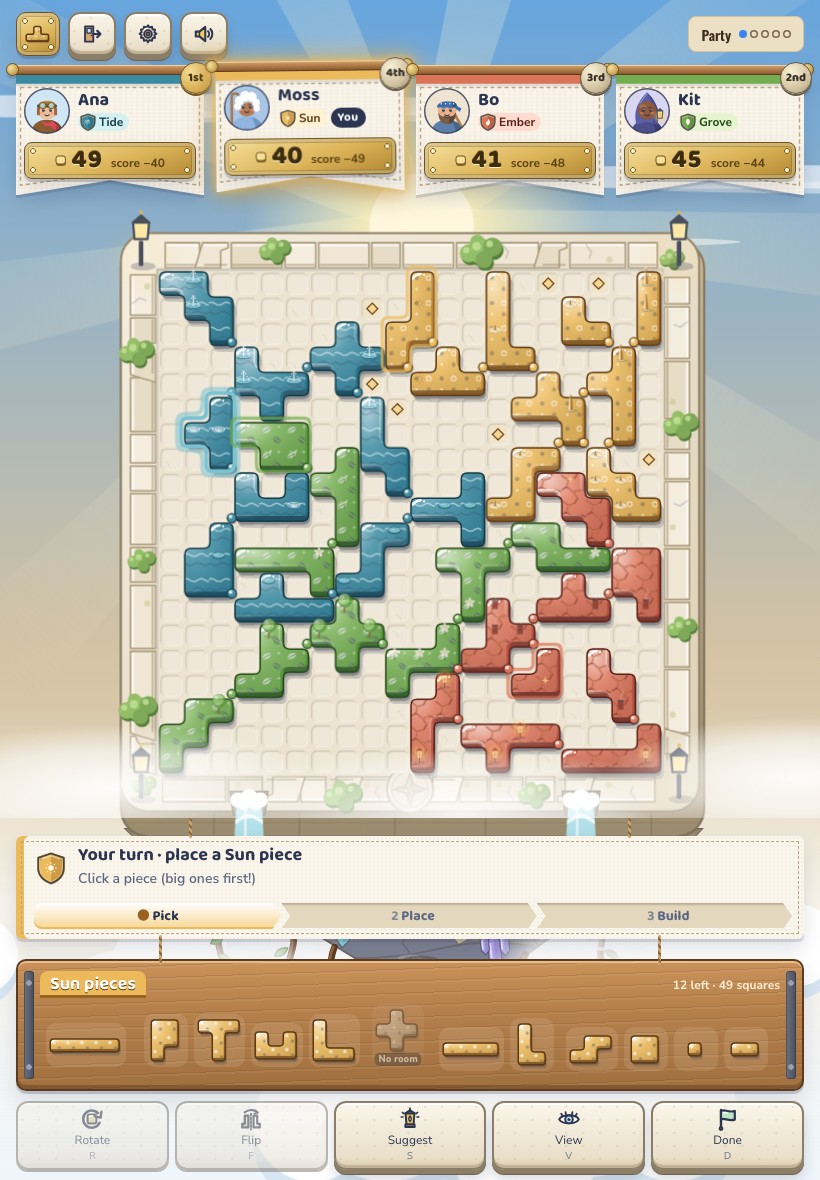 Party
1st
Ana
Tide
49 score −40
4th
Moss
Sun You
40 score −49
3rd
Bo
Ember
41 score −48
2nd
Kit
Grove
45 score −44
Your turn · place a Sun piece
Click a piece (big ones first!)
Pick
2 Place
3 Build
Sun pieces
12 left · 49 squares
No room
Rotate
R
Flip
F
Suggest
S
View
V
Done
D